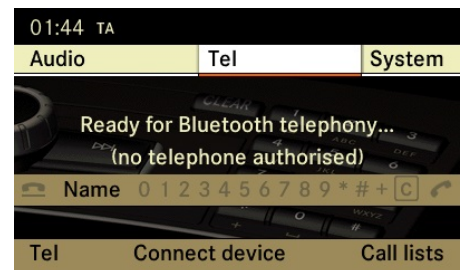 01:44 TA
Audio Tel System
Ready for Bluetooth telephony...
(no telephone authorised)
Name 0 1 2 3 4 5 6 7 8 9 * # + C
Tel Connect device Call lists